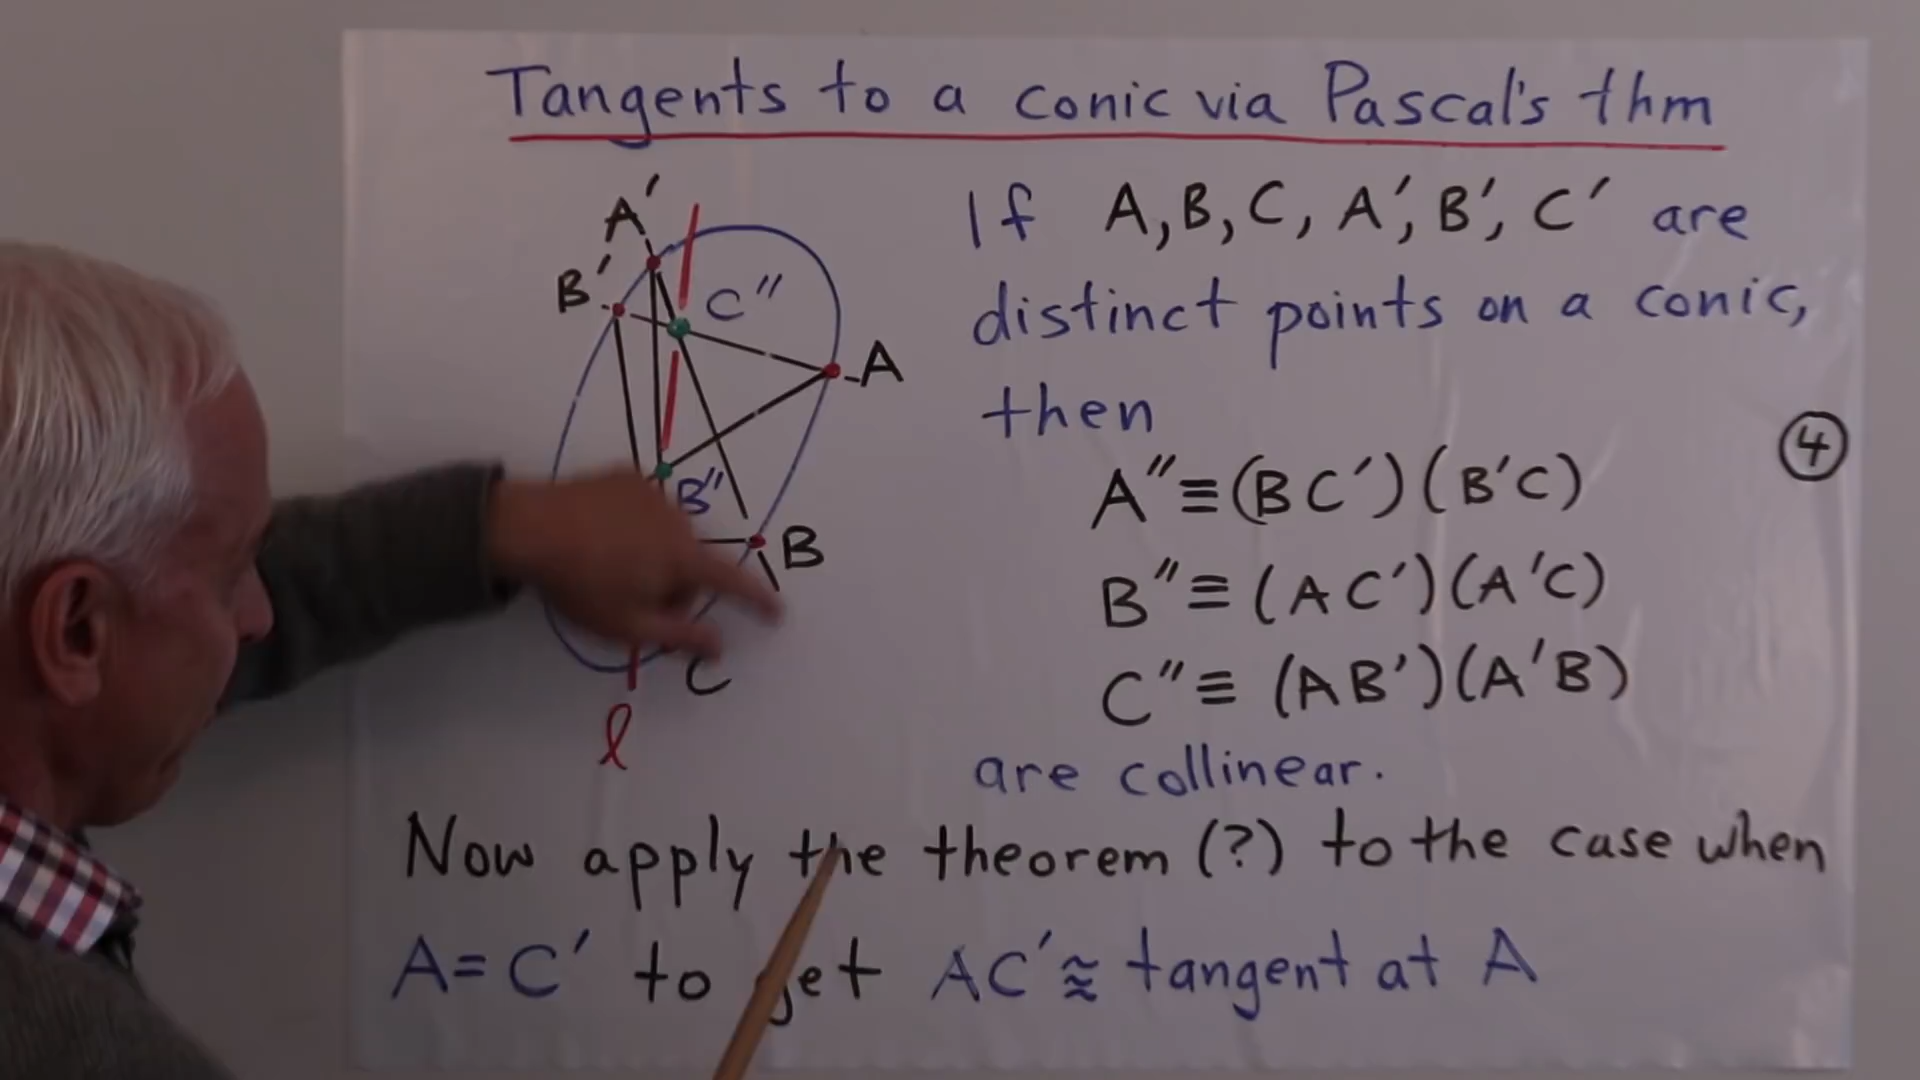 Tangents to a conic via Pascal's thm
A'
B'
C''
A
B''
B
C
l
If A, B, C, A', B', C' are
distinct points on a conic,
then
A'' ≡ (BC')(B'C)
4
B'' ≡ (AC')(A'C)
C'' ≡ (AB')(A'B)
are collinear.
Now apply the theorem (?) to the case when
A = C' to get AC' ≈ tangent at A